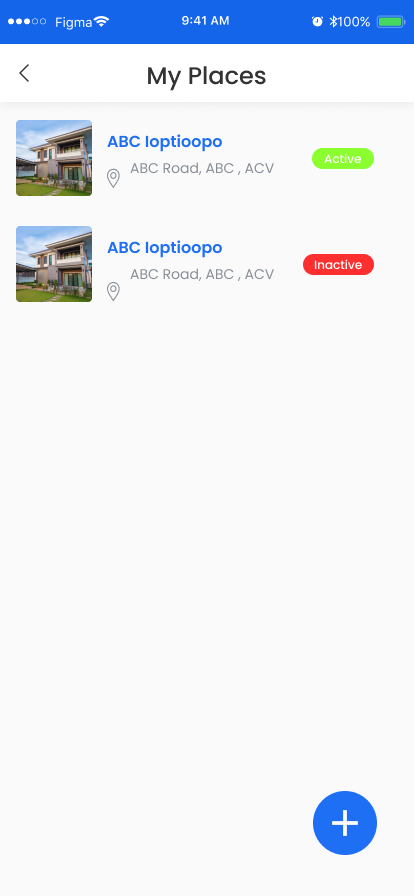 Figma 9:41 AM 100%
My Places
ABC Ioptioopo
ABC Road, ABC , ACV
Active
ABC Ioptioopo
ABC Road, ABC , ACV
Inactive